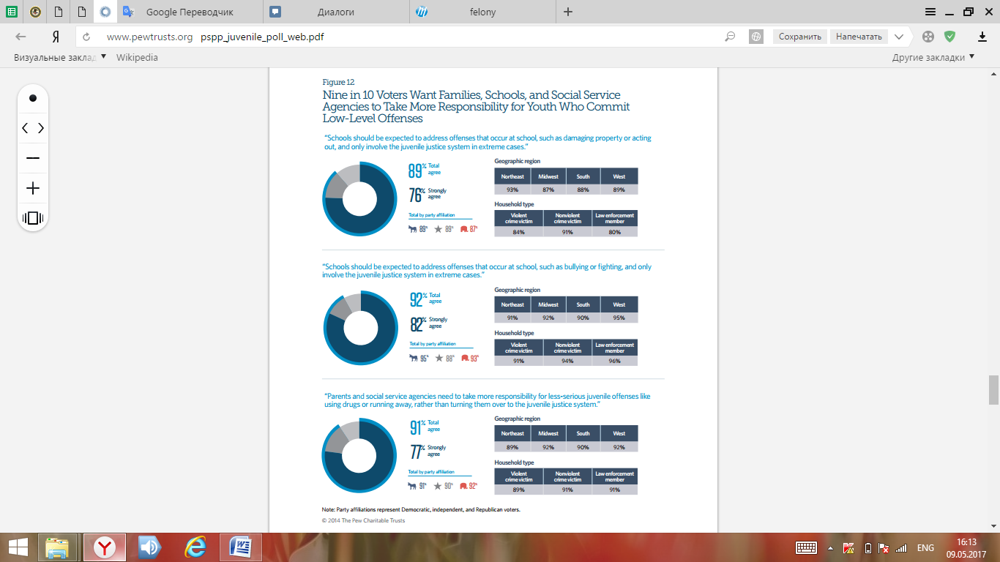 Google Переводчик
Диалоги
felony
Я
www.pewtrusts.org pspp_juvenile_poll_web.pdf
Сохранить
Напечатать
Визуальные заклад
Wikipedia
Другие закладки
Figure 12
Nine in 10 Voters Want Families, Schools, and Social Service
Agencies to Take More Responsibility for Youth Who Commit
Low-Level Offenses
“Schools should be expected to address offenses that occur at school, such as damaging property or acting
out, and only involve the juvenile justice system in extreme cases.”
89% Total agree
76% Strongly agree
Total by party affiliation
89% 89% 87%
Geographic region
Northeast Midwest South West
93% 87% 88% 89%
Household type
Violent crime victim Nonviolent crime victim Law enforcement member
84% 91% 80%
“Schools should be expected to address offenses that occur at school, such as bullying or fighting, and only
involve the juvenile justice system in extreme cases.”
92% Total agree
82% Strongly agree
Total by party affiliation
95% 88% 93%
Geographic region
Northeast Midwest South West
91% 92% 90% 95%
Household type
Violent crime victim Nonviolent crime victim Law enforcement member
91% 94% 96%
“Parents and social service agencies need to take more responsibility for less-serious juvenile offenses like
using drugs or running away, rather than turning them over to the juvenile justice system.”
91% Total agree
77% Strongly agree
Total by party affiliation
91% 90% 92%
Geographic region
Northeast Midwest South West
89% 92% 90% 92%
Household type
Violent crime victim Nonviolent crime victim Law enforcement member
89% 91% 91%
Note: Party affiliations represent Democratic, independent, and Republican voters.
© 2014 The Pew Charitable Trusts
ENG
16:13
09.05.2017